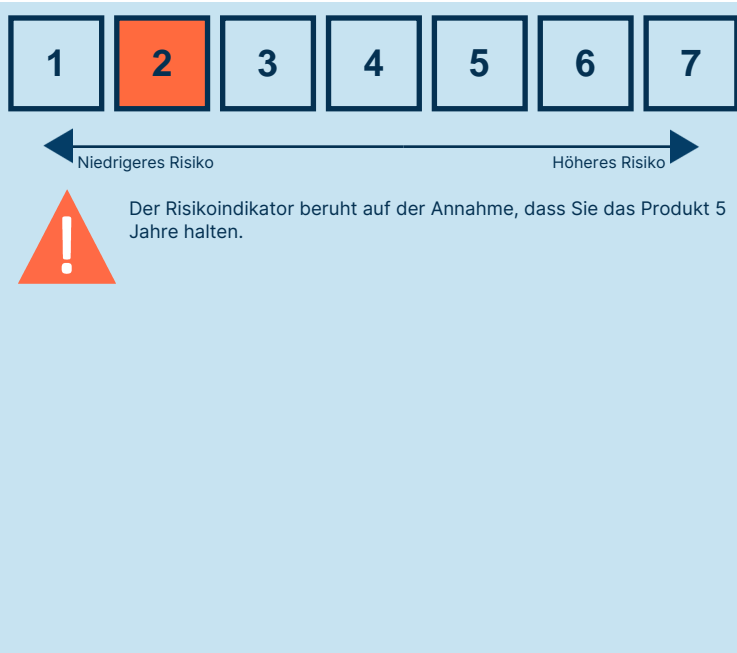 1 2 3 4 5 6 7
Niedrigeres Risiko Höheres Risiko
Der Risikoindikator beruht auf der Annahme, dass Sie das Produkt 5
Jahre halten.